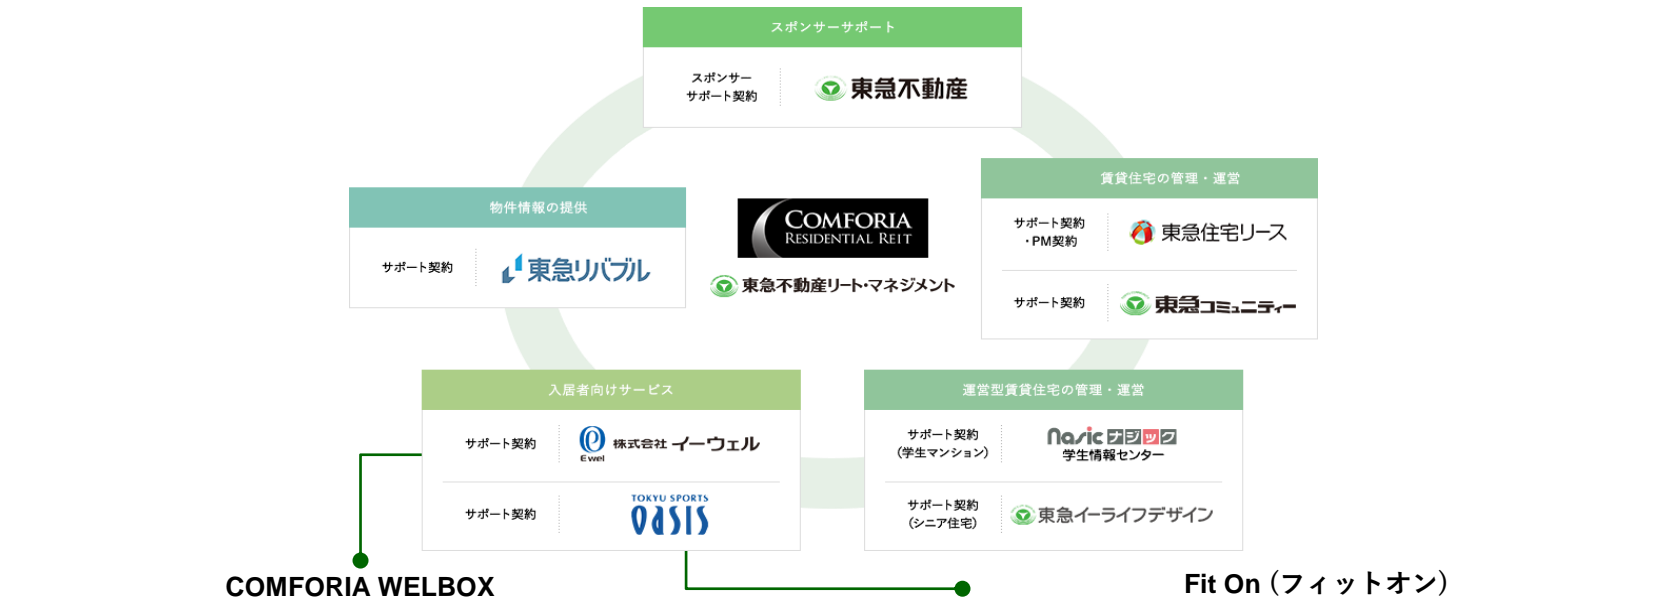 スポンサーサポート
スポンサー
サポート契約
東急不動産
物件情報の提供
サポート契約
東急リバブル
COMFORIA
RESIDENTIAL REIT
東急不動産リート・マネジメント
賃貸住宅の管理・運営
サポート契約
・PM契約
東急住宅リース
サポート契約
東急コミュニティー
入居者向けサービス
サポート契約
Ewel
株式会社 イーウェル
サポート契約
TOKYU SPORTS
OASIS
運営型賃貸住宅の管理・運営
サポート契約
(学生マンション)
Nasic ナジック
学生情報センター
サポート契約
(シニア住宅)
東急イーライフデザイン
COMFORIA WELBOX
Fit On（フィットオン）